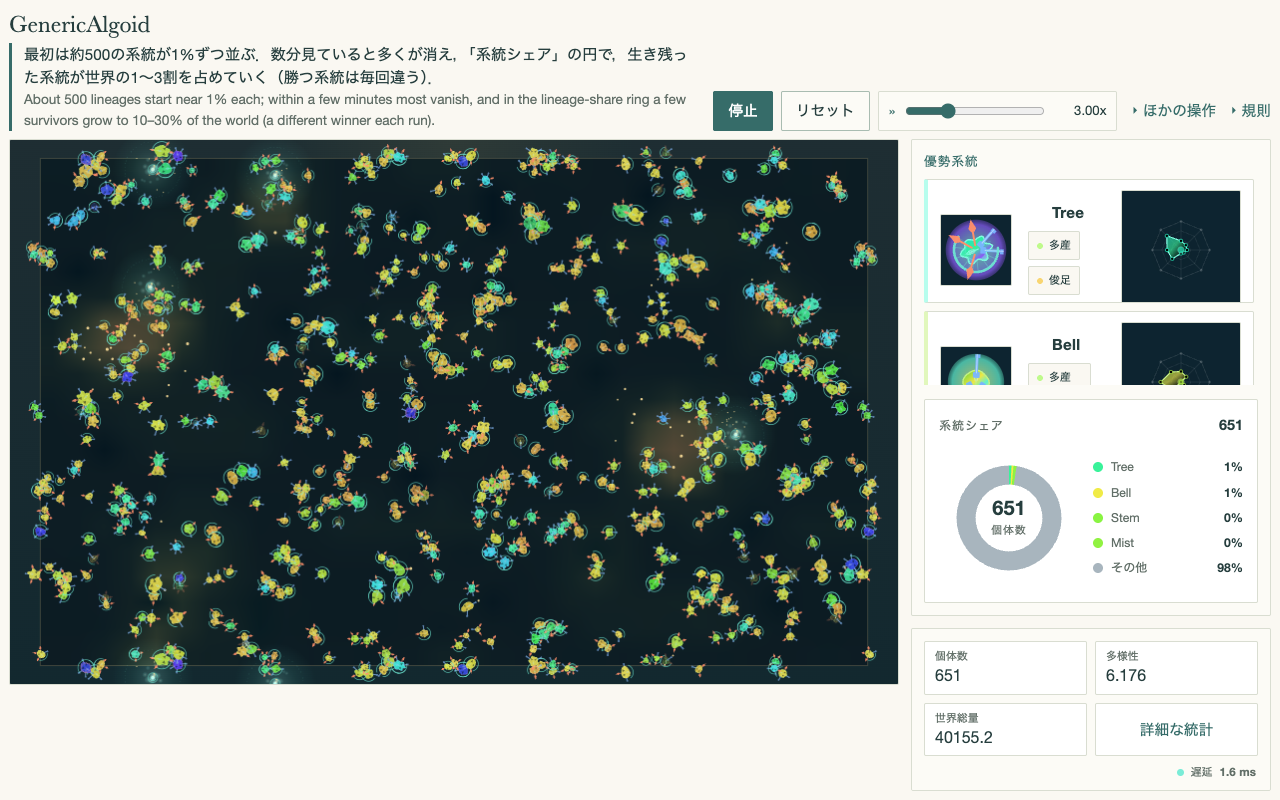 GenericAlgoid
最初は約500の系統が1%ずつ並ぶ．数分見ていると多くが消え，「系統シェア」の円で，生き残っ
た系統が世界の1〜3割を占めていく（勝つ系統は毎回違う）．
About 500 lineages start near 1% each; within a few minutes most vanish, and in the lineage-share ring a few
survivors grow to 10–30% of the world (a different winner each run).
停止
リセット
»
3.00x
ほかの操作
規則
優勢系統
Tree
多産
俊足
Bell
多産
系統シェア
651
651
個体数
Tree 1%
Bell 1%
Stem 0%
Mist 0%
その他 98%
個体数
651
多様性
6.176
世界総量
40155.2
詳細な統計
遅延 1.6 ms